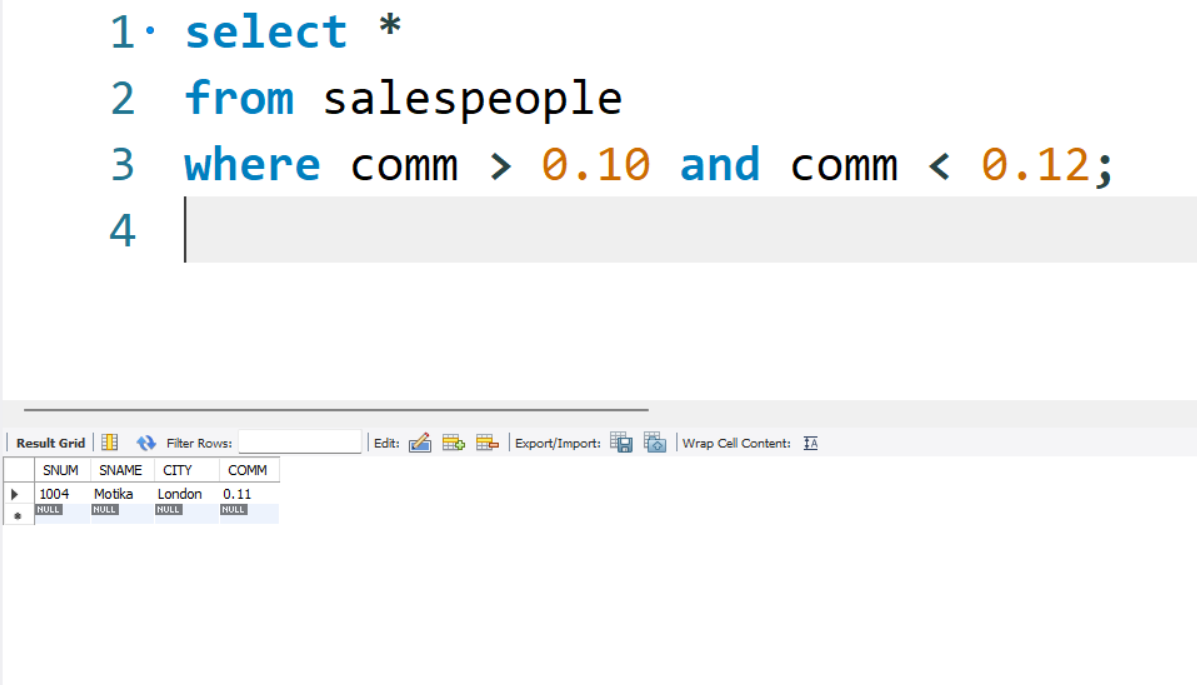 1 select *
2 from salespeople
3 where comm > 0.10 and comm < 0.12;
4
Result Grid Filter Rows: Edit: Export/Import: Wrap Cell Content: IA
SNUM SNAME CITY COMM
1004 Motika London 0.11
NULL NULL NULL NULL